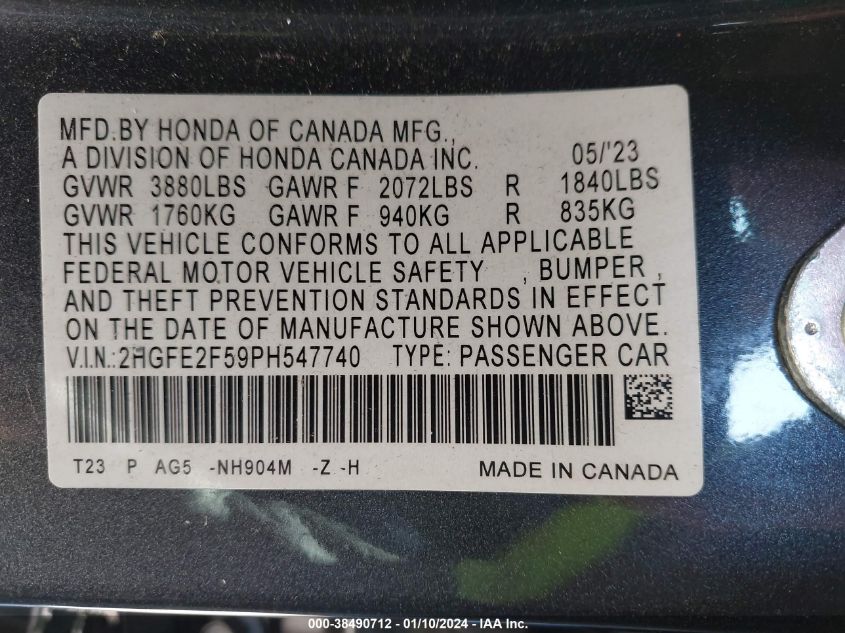 MFD.BY HONDA OF CANADA MFG.,
A DIVISION OF HONDA CANADA INC. 05/'23
GVWR 3880LBS GAWR F 2072LBS R 1840LBS
GVWR 1760KG GAWR F 940KG R 835KG
THIS VEHICLE CONFORMS TO ALL APPLICABLE
FEDERAL MOTOR VEHICLE SAFETY , BUMPER ,
AND THEFT PREVENTION STANDARDS IN EFFECT
ON THE DATE OF MANUFACTURE SHOWN ABOVE.
V.I.N.:2HGFE2F59PH547740 TYPE: PASSENGER CAR
T23 P AG5 -NH904M -Z -H MADE IN CANADA
000-38490712 — 01/10/2024 — IAA Inc.